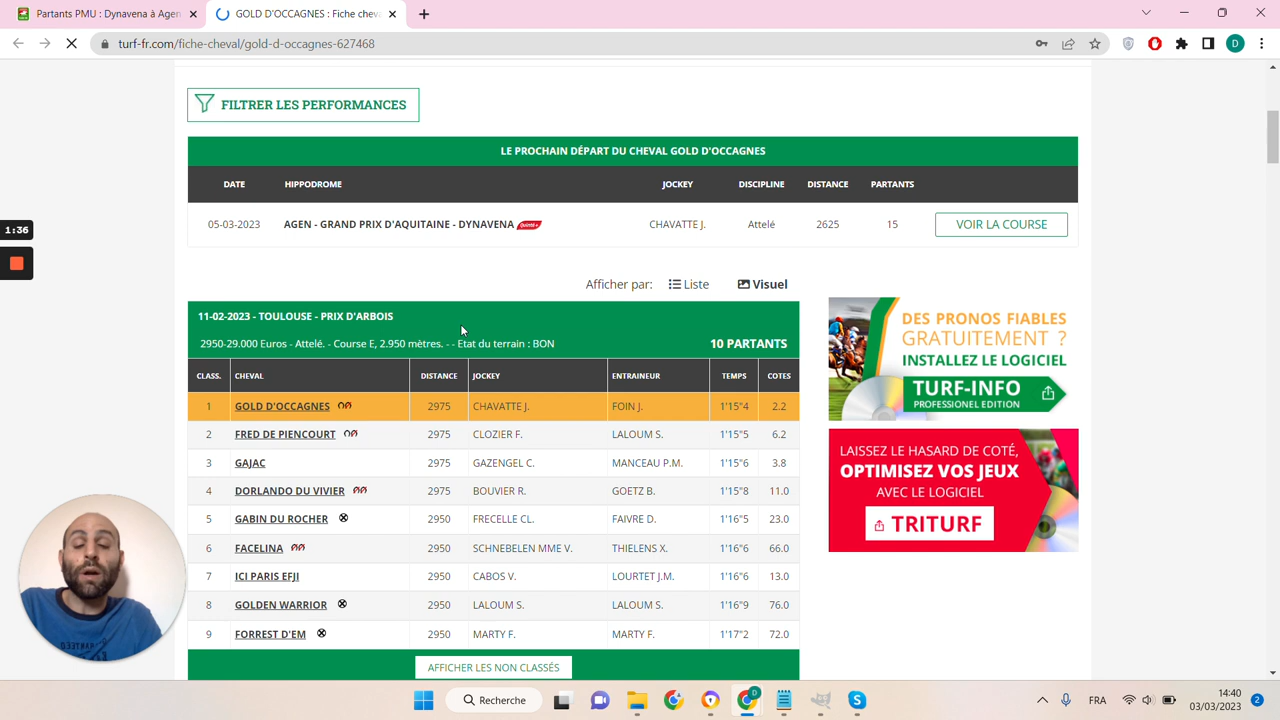 Partants PMU : Dynavena à Agen
GOLD D'OCCAGNES : Fiche chev
turf-fr.com/fiche-cheval/gold-d-occagnes-627468
D
FILTRER LES PERFORMANCES
LE PROCHAIN DÉPART DU CHEVAL GOLD D'OCCAGNES
DATE HIPPODROME JOCKEY DISCIPLINE DISTANCE PARTANTS
05-03-2023 AGEN - GRAND PRIX D'AQUITAINE - DYNAVENA Quinté+ CHAVATTE J. Attelé 2625 15 VOIR LA COURSE
1:36
Afficher par: Liste Visuel
11-02-2023 - TOULOUSE - PRIX D'ARBOIS
2950-29.000 Euros - Attelé. - Course E, 2.950 mètres. - - Etat du terrain : BON 10 PARTANTS
CLASS. CHEVAL DISTANCE JOCKEY ENTRAINEUR TEMPS COTES
1 GOLD D'OCCAGNES 2975 CHAVATTE J. FOIN J. 1'15"4 2.2
2 FRED DE PIENCOURT 2975 CLOZIER F. LALOUM S. 1'15"5 6.2
3 GAJAC 2975 GAZENGEL C. MANCEAU P.M. 1'15"6 3.8
4 DORLANDO DU VIVIER 2975 BOUVIER R. GOETZ B. 1'15"8 11.0
5 GABIN DU ROCHER 2950 FRECELLE CL. FAIVRE D. 1'16"5 23.0
6 FACELINA 2950 SCHNEBELEN MME V. THIELENS X. 1'16"6 66.0
7 ICI PARIS EFJI 2950 CABOS V. LOURTET J.M. 1'16"6 13.0
8 GOLDEN WARRIOR 2950 LALOUM S. LALOUM S. 1'16"9 76.0
9 FORREST D'EM 2950 MARTY F. MARTY F. 1'17"2 72.0
AFFICHER LES NON CLASSÉS
DES PRONOS FIABLES
GRATUITEMENT ?
INSTALLEZ LE LOGICIEL
TURF-INFO
PROFESSIONEL EDITION
LAISSEZ LE HASARD DE COTÉ,
OPTIMISEZ VOS JEUX
AVEC LE LOGICIEL
TRITURF
Recherche
D
FRA
14:40
03/03/2023
2